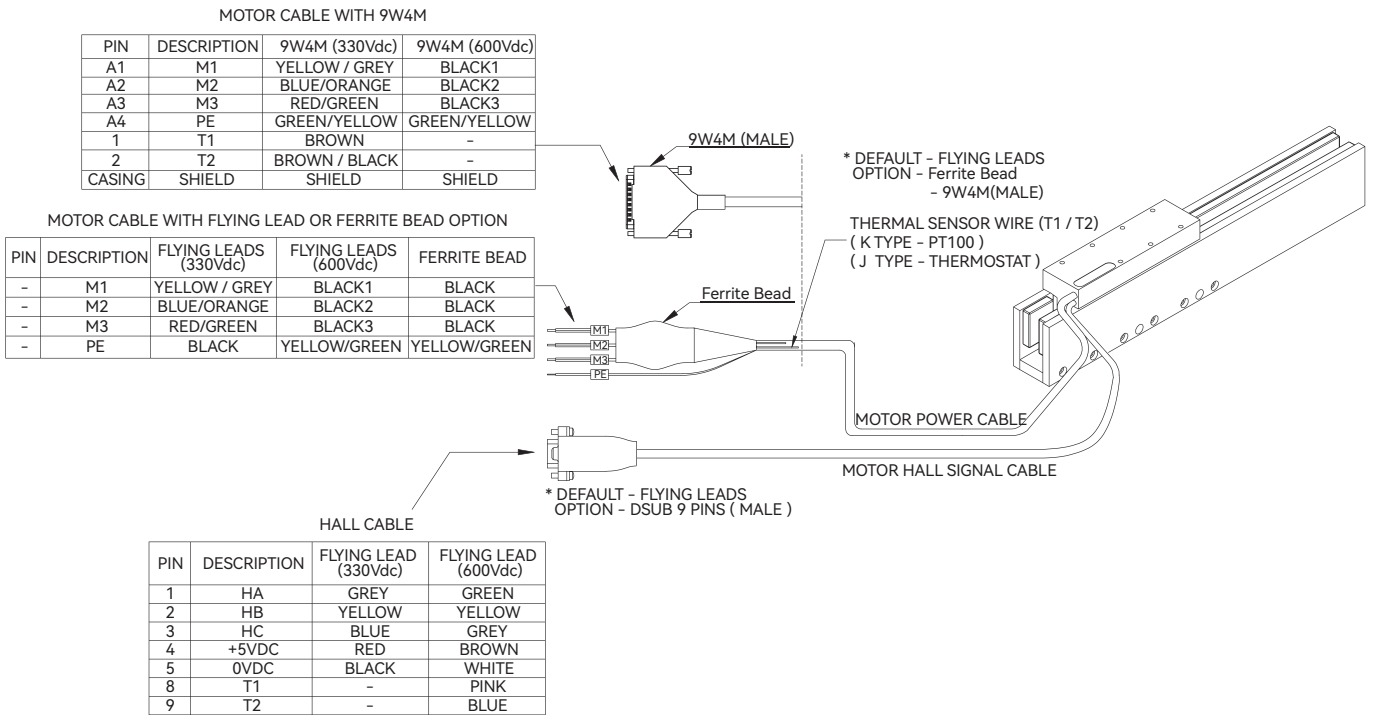 MOTOR CABLE WITH 9W4M
PIN DESCRIPTION 9W4M (330Vdc) 9W4M (600Vdc)
A1 M1 YELLOW / GREY BLACK1
A2 M2 BLUE/ORANGE BLACK2
A3 M3 RED/GREEN BLACK3
A4 PE GREEN/YELLOW GREEN/YELLOW
1 T1 BROWN -
2 T2 BROWN / BLACK -
CASING SHIELD SHIELD SHIELD
9W4M (MALE)
* DEFAULT - FLYING LEADS
OPTION - Ferrite Bead
- 9W4M(MALE)
THERMAL SENSOR WIRE (T1 / T2)
( K TYPE - PT100 )
( J TYPE - THERMOSTAT )
MOTOR CABLE WITH FLYING LEAD OR FERRITE BEAD OPTION
PIN DESCRIPTION FLYING LEADS (330Vdc) FLYING LEADS (600Vdc) FERRITE BEAD
- M1 YELLOW / GREY BLACK1 BLACK
- M2 BLUE/ORANGE BLACK2 BLACK
- M3 RED/GREEN BLACK3 BLACK
- PE BLACK YELLOW/GREEN YELLOW/GREEN
Ferrite Bead
M1
M2
M3
PE
MOTOR POWER CABLE
MOTOR HALL SIGNAL CABLE
* DEFAULT - FLYING LEADS
OPTION - DSUB 9 PINS ( MALE )
HALL CABLE
PIN DESCRIPTION FLYING LEAD (330Vdc) FLYING LEAD (600Vdc)
1 HA GREY GREEN
2 HB YELLOW YELLOW
3 HC BLUE GREY
4 +5VDC RED BROWN
5 0VDC BLACK WHITE
8 T1 - PINK
9 T2 - BLUE